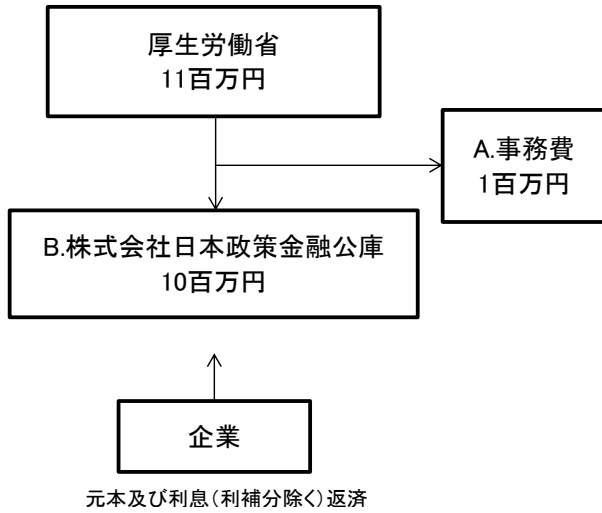 厚生労働省
11百万円
A.事務費
1百万円
B.株式会社日本政策金融公庫
10百万円
企業
元本及び利息（利補分除く）返済